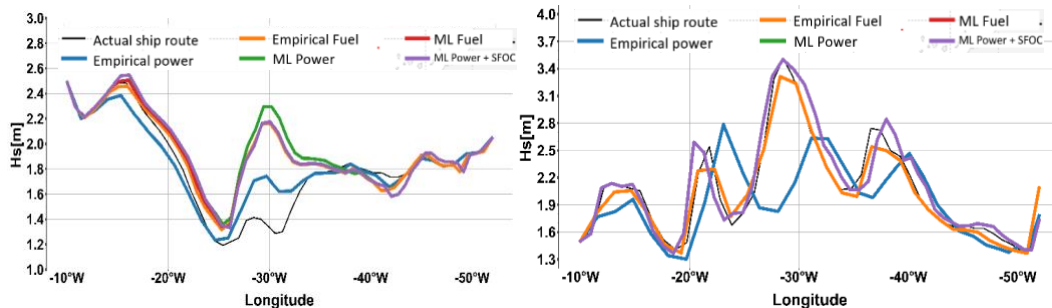 3.0
2.8
2.6
2.4
2.2
2.0
1.8
1.6
1.4
1.2
1.0
Hs[m]
Actual ship route
Empirical Fuel
ML Fuel
Empirical power
ML Power
ML Power + SFOC
-10°W
-20°W
-30°W
-40°W
-50°W
Longitude
4.0
3.7
3.4
3.1
2.8
2.5
2.2
1.9
1.6
1.3
Hs[m]
Actual ship route
Empirical Fuel
ML Fuel
Empirical power
ML Power
ML Power + SFOC
-10°W
-20°W
-30°W
-40°W
-50°W
Longitude